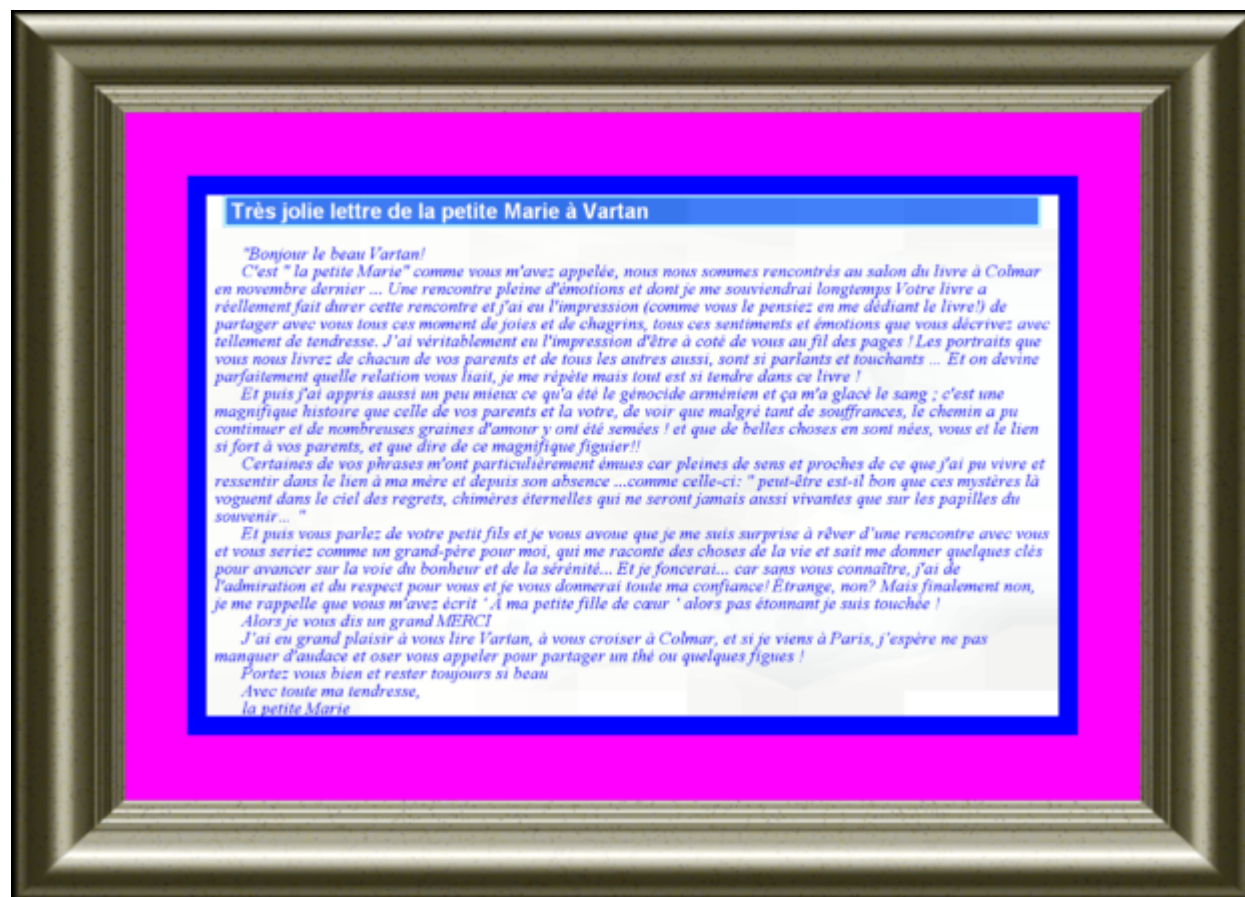 Très jolie lettre de la petite Marie à Vartan
"Bonjour le beau Vartan!
C'est " la petite Marie" comme vous m'avez appelée, nous nous sommes rencontrés au salon du livre à Colmar
en novembre dernier ... Une rencontre pleine d'émotions et dont je me souviendrai longtemps Votre livre a
réellement fait durer cette rencontre et j'ai eu l'impression (comme vous le pensiez en me dédiant le livre!) de
partager avec vous tous ces moment de joies et de chagrins, tous ces sentiments et émotions que vous décrivez avec
tellement de tendresse. J'ai véritablement eu l'impression d'être à coté de vous au fil des pages ! Les portraits que
vous nous livrez de chacun de vos parents et de tous les autres aussi, sont si parlants et touchants ... Et on devine
parfaitement quelle relation vous liait, je me répète mais tout est si tendre dans ce livre !
Et puis j'ai appris aussi un peu mieux ce qu'a été le génocide arménien et ça m'a glacé le sang ; c'est une
magnifique histoire que celle de vos parents et la votre, de voir que malgré tant de souffrances, le chemin a pu
continuer et de nombreuses graines d'amour y ont été semées ! et que de belles choses en sont nées, vous et le lien
si fort à vos parents, et que dire de ce magnifique figuier!!
Certaines de vos phrases m'ont particulièrement émues car pleines de sens et proches de ce que j'ai pu vivre et
ressentir dans le lien à ma mère et depuis son absence ...comme celle-ci: " peut-être est-il bon que ces mystères là
voguent dans le ciel des regrets, chimères éternelles qui ne seront jamais aussi vivantes que sur les papilles du
souvenir... "
Et puis vous parlez de votre petit fils et je vous avoue que je me suis surprise à rêver d'une rencontre avec vous
et vous seriez comme un grand-père pour moi, qui me raconte des choses de la vie et sait me donner quelques clés
pour avancer sur la voie du bonheur et de la sérénité... Et je foncerai... car sans vous connaître, j'ai de
l'admiration et du respect pour vous et je vous donnerai toute ma confiance! Étrange, non? Mais finalement non,
je me rappelle que vous m'avez écrit ' A ma petite fille de cœur ' alors pas étonnant je suis touchée !
Alors je vous dis un grand MERCI
J'ai eu grand plaisir à vous lire Vartan, à vous croiser à Colmar, et si je viens à Paris, j'espère ne pas
manquer d'audace et oser vous appeler pour partager un thé ou quelques figues !
Portez vous bien et rester toujours si beau
Avec toute ma tendresse,
la petite Marie